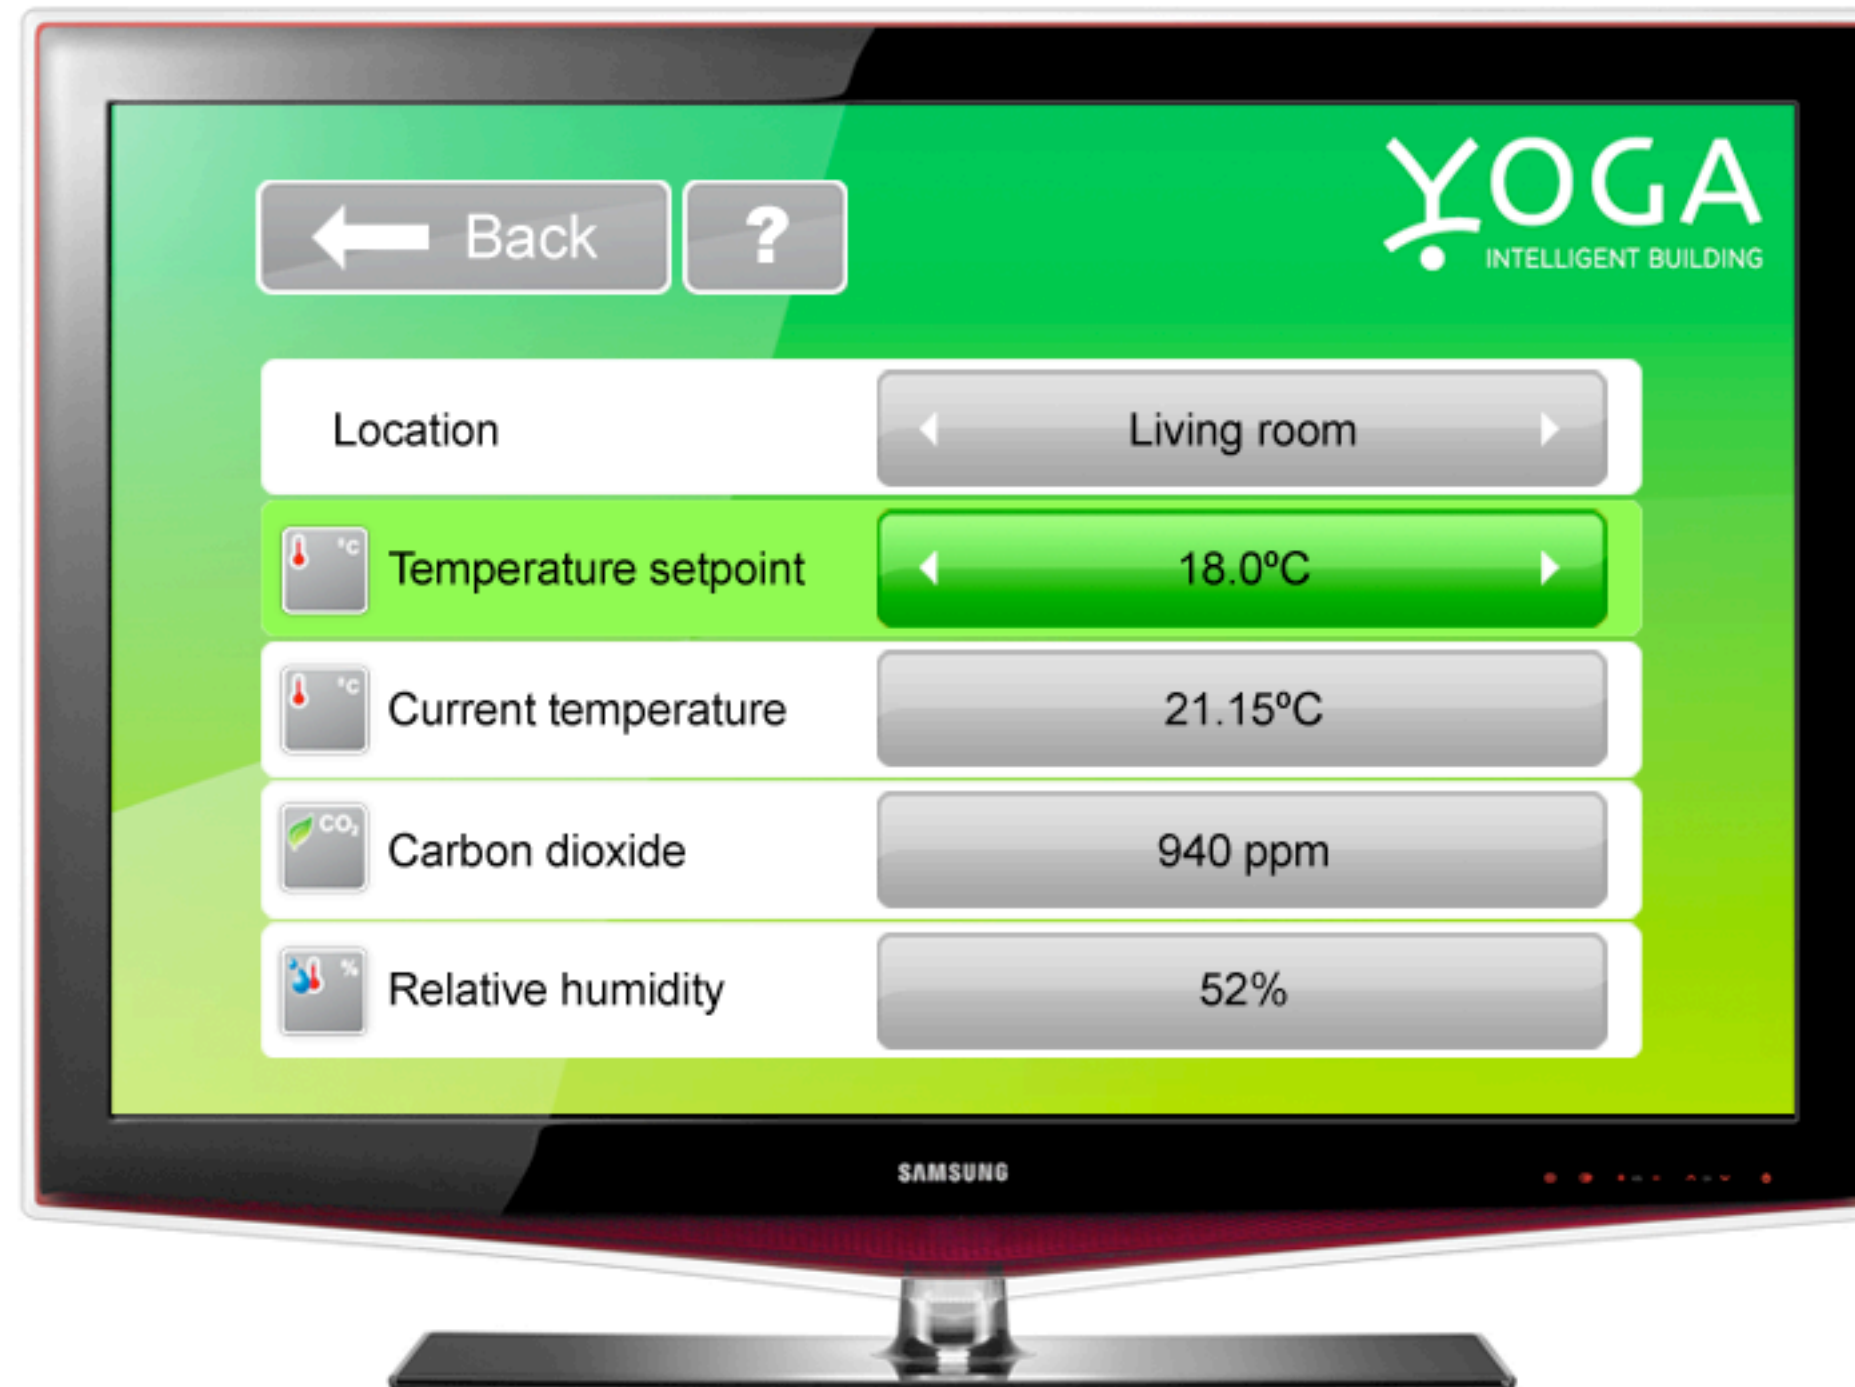 YOGA
INTELLIGENT BUILDING
Back ?
Location Living room
°C Temperature setpoint 18.0ºC
°C Current temperature 21.15ºC
CO₂ Carbon dioxide 940 ppm
% Relative humidity 52%
SAMSUNG